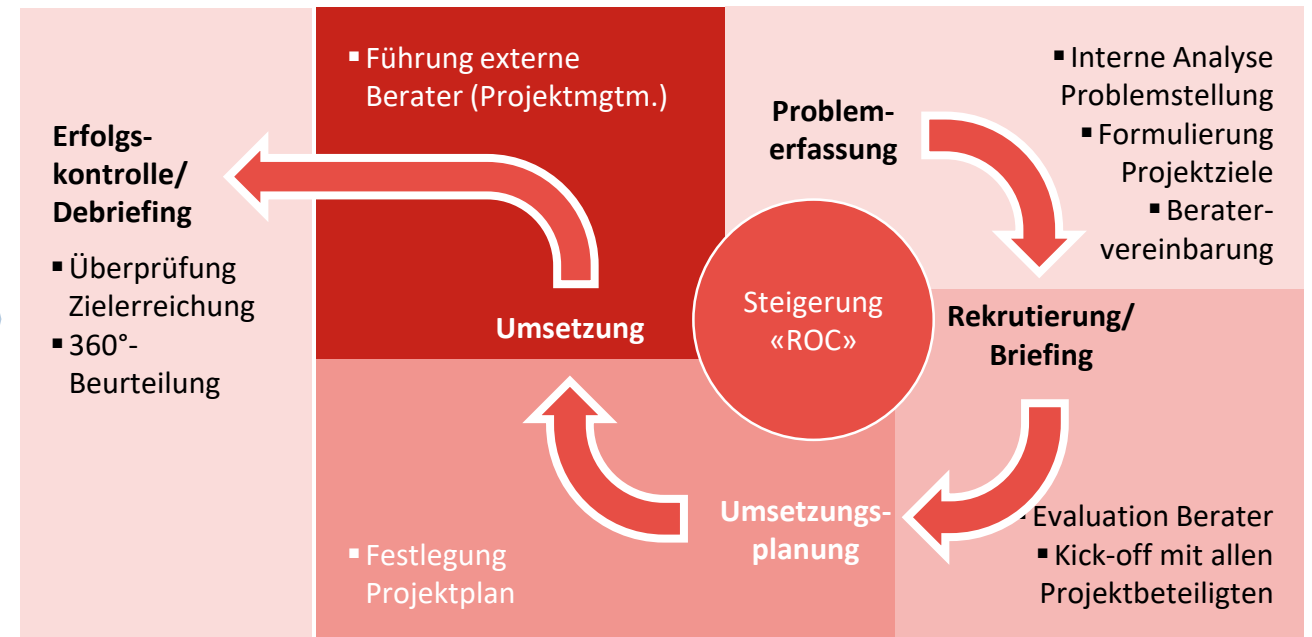 Problem-
erfassung
▪ Interne Analyse
Problemstellung
▪ Formulierung
Projektziele
▪ Berater-
vereinbarung
Rekrutierung/
Briefing
▪ Evaluation Berater
▪ Kick-off mit allen
Projektbeteiligten
Umsetzungs-
planung
▪ Festlegung
Projektplan
Umsetzung
▪ Führung externe
Berater (Projektmgtm.)
Erfolgs-
kontrolle/
Debriefing
▪ Überprüfung
Zielerreichung
▪ 360°-
Beurteilung
Steigerung
«ROC»